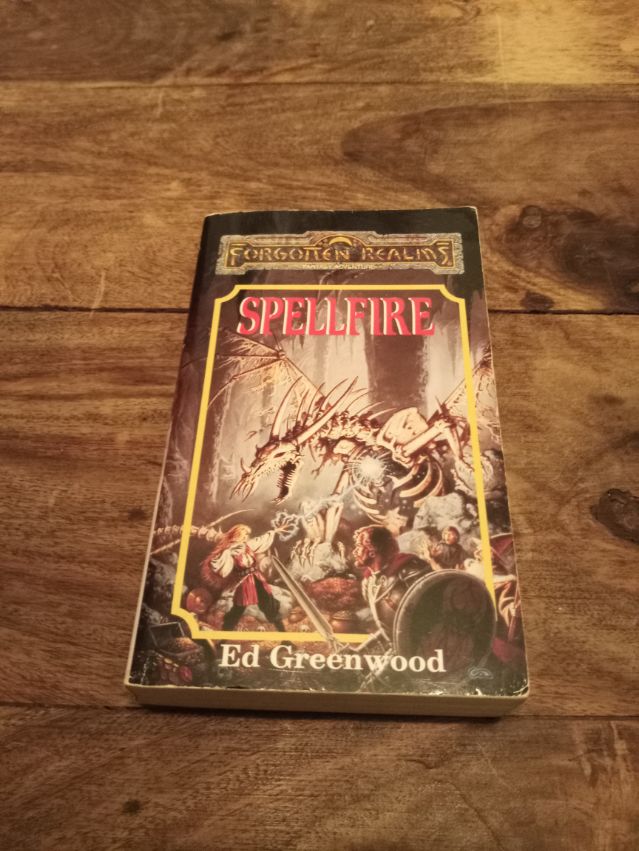 FORGOTTEN REALMS
FANTASY ADVENTURE
SPELLFIRE
Ed Greenwood